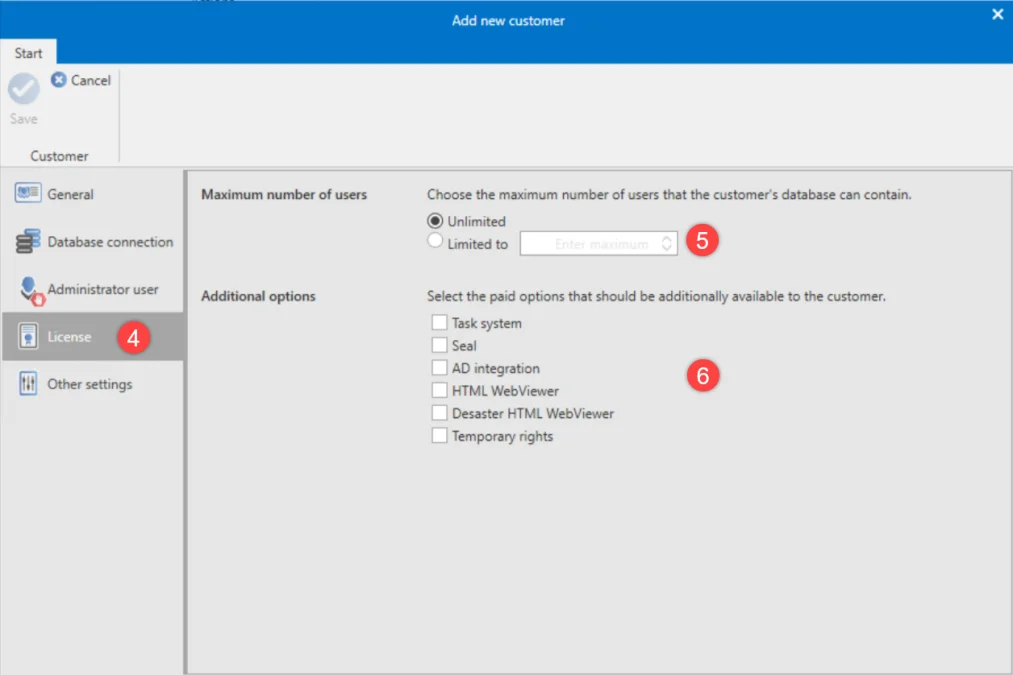 Add new customer
Start
Cancel
Save
Customer
General
Database connection
Administrator user
License 4
Other settings
Maximum number of users
Choose the maximum number of users that the customer's database can contain.
Unlimited
Limited to Enter maximum 5
Additional options
Select the paid options that should be additionally available to the customer.
Task system
Seal
AD integration 6
HTML WebViewer
Desaster HTML WebViewer
Temporary rights